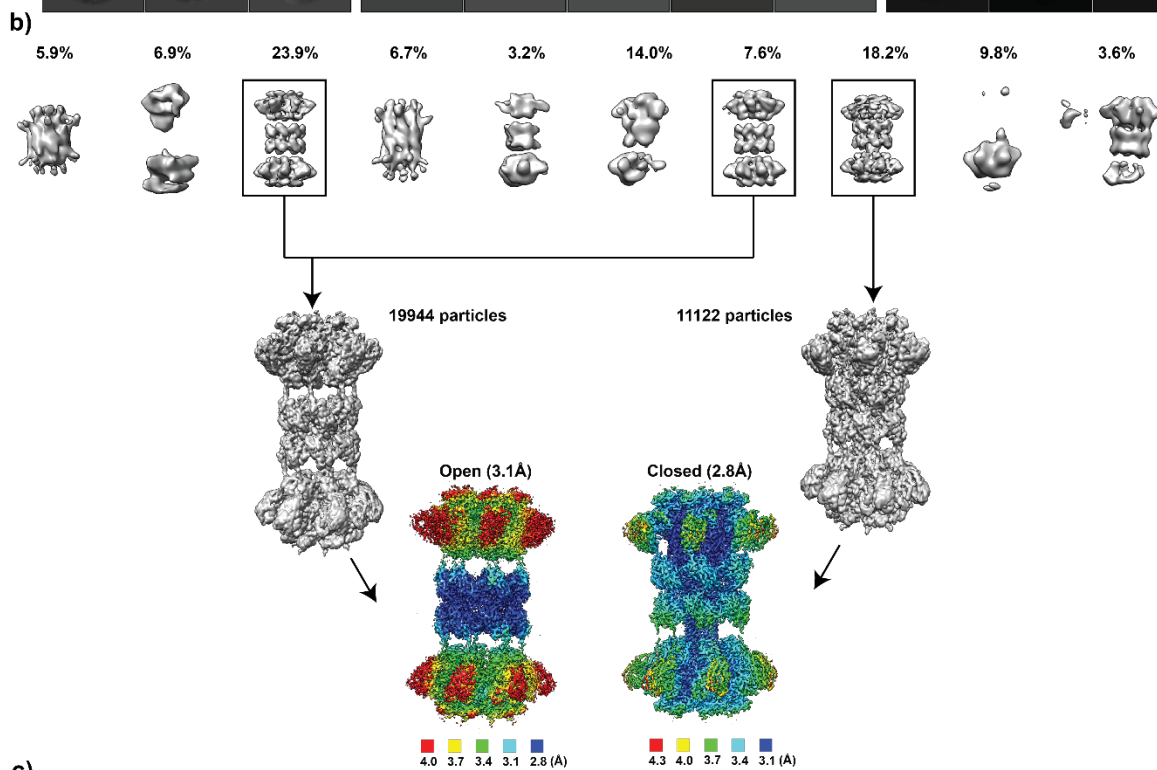 b)
5.9% 6.9% 23.9% 6.7% 3.2% 14.0% 7.6% 18.2% 9.8% 3.6%
19944 particles 11122 particles
Open (3.1Å) Closed (2.8Å)
4.0 3.7 3.4 3.1 2.8 (Å) 4.3 4.0 3.7 3.4 3.1 (Å)
c)